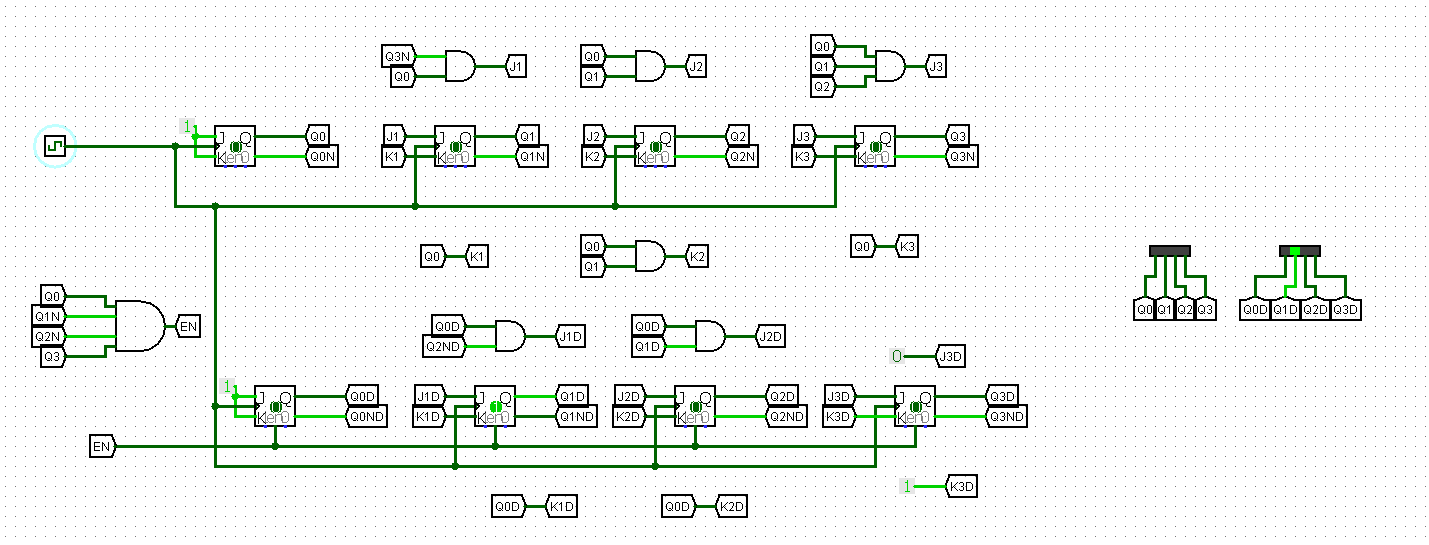 Q3N
Q0
J1
Q0
Q1
J2
Q0
Q1
Q2
J3
1
J Q
K en 0
Q0
Q0N
J1
K1
J Q
K en 0
Q1
Q1N
J2
K2
J Q
K en 0
Q2
Q2N
J3
K3
J Q
K en 0
Q3
Q3N
Q0
K1
Q0
Q1
K2
Q0
K3
Q0
Q1N
Q2N
Q3
EN
Q0 Q1 Q2 Q3
Q0D Q1D Q2D Q3D
Q0D
Q2ND
J1D
Q0D
Q1D
J2D
0
J3D
1
J Q
K en 0
Q0D
Q0ND
J1D
K1D
J Q
K en 0
Q1D
Q1ND
J2D
K2D
J Q
K en 0
Q2D
Q2ND
J3D
K3D
J Q
K en 0
Q3D
Q3ND
EN
1
K3D
Q0D
K1D
Q0D
K2D